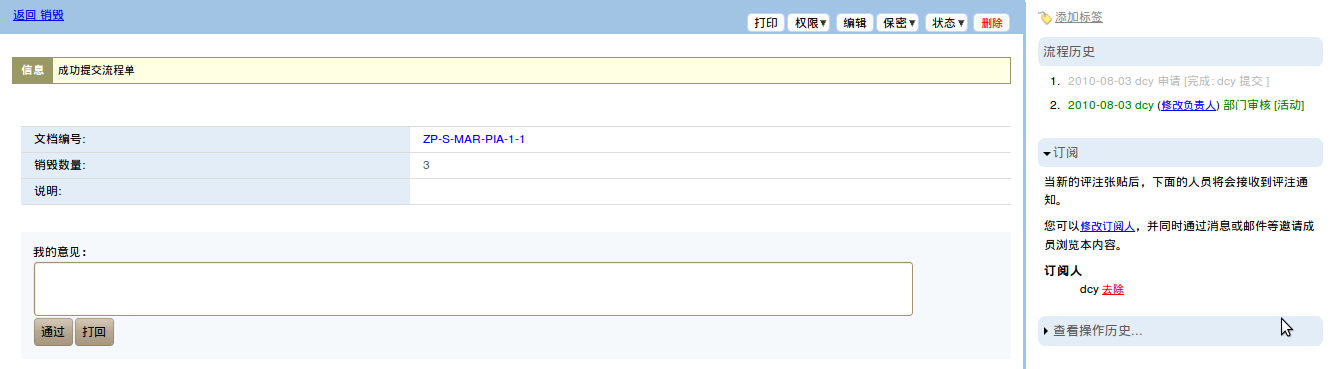 返回 销毁
打印 权限▾ 编辑 保密▾ 状态▾ 删除
信息 成功提交流程单
文档编号: ZP-S-MAR-PIA-1-1
销毁数量: 3
说明:
我的意见：
通过 打回
添加标签
流程历史
1. 2010-08-03 dcy 申请 [完成: dcy 提交 ]
2. 2010-08-03 dcy (修改负责人) 部门审核 [活动]
订阅
当新的评注张贴后，下面的人员将会接收到评注通
知。
您可以修改订阅人，并同时通过消息或邮件等邀请成
员浏览本内容。
订阅人
dcy 去除
查看操作历史...